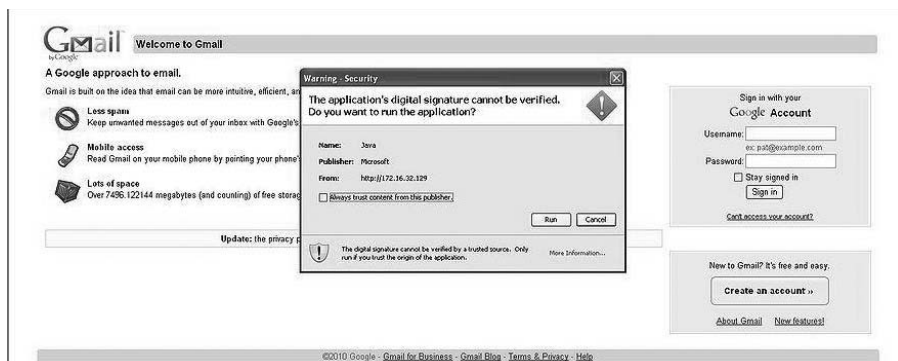 Gmail
by Google
Welcome to Gmail
A Google approach to email.
Gmail is built on the idea that email can be more intuitive, efficient, an
Less spam
Keep unwanted messages out of your inbox with Google's
Mobile access
Read Gmail on your mobile phone by pointing your phone's
Lots of space
Over 7496.122144 megabytes (and counting) of free storag
Update: the privacy p
Warning - Security
The application's digital signature cannot be verified.
Do you want to run the application?
Name: Java
Publisher: Microsoft
From: http://172.16.32.129
Always trust content from this publisher.
Run Cancel
The digital signature cannot be verified by a trusted source. Only
run if you trust the origin of the application.
More Information...
Sign in with your
Google Account
Username:
ex: pat@example.com
Password:
Stay signed in
Sign in
Can't access your account?
New to Gmail? It's free and easy.
Create an account »
About Gmail New features!
©2010 Google - Gmail for Business - Gmail Blog - Terms & Privacy - Help